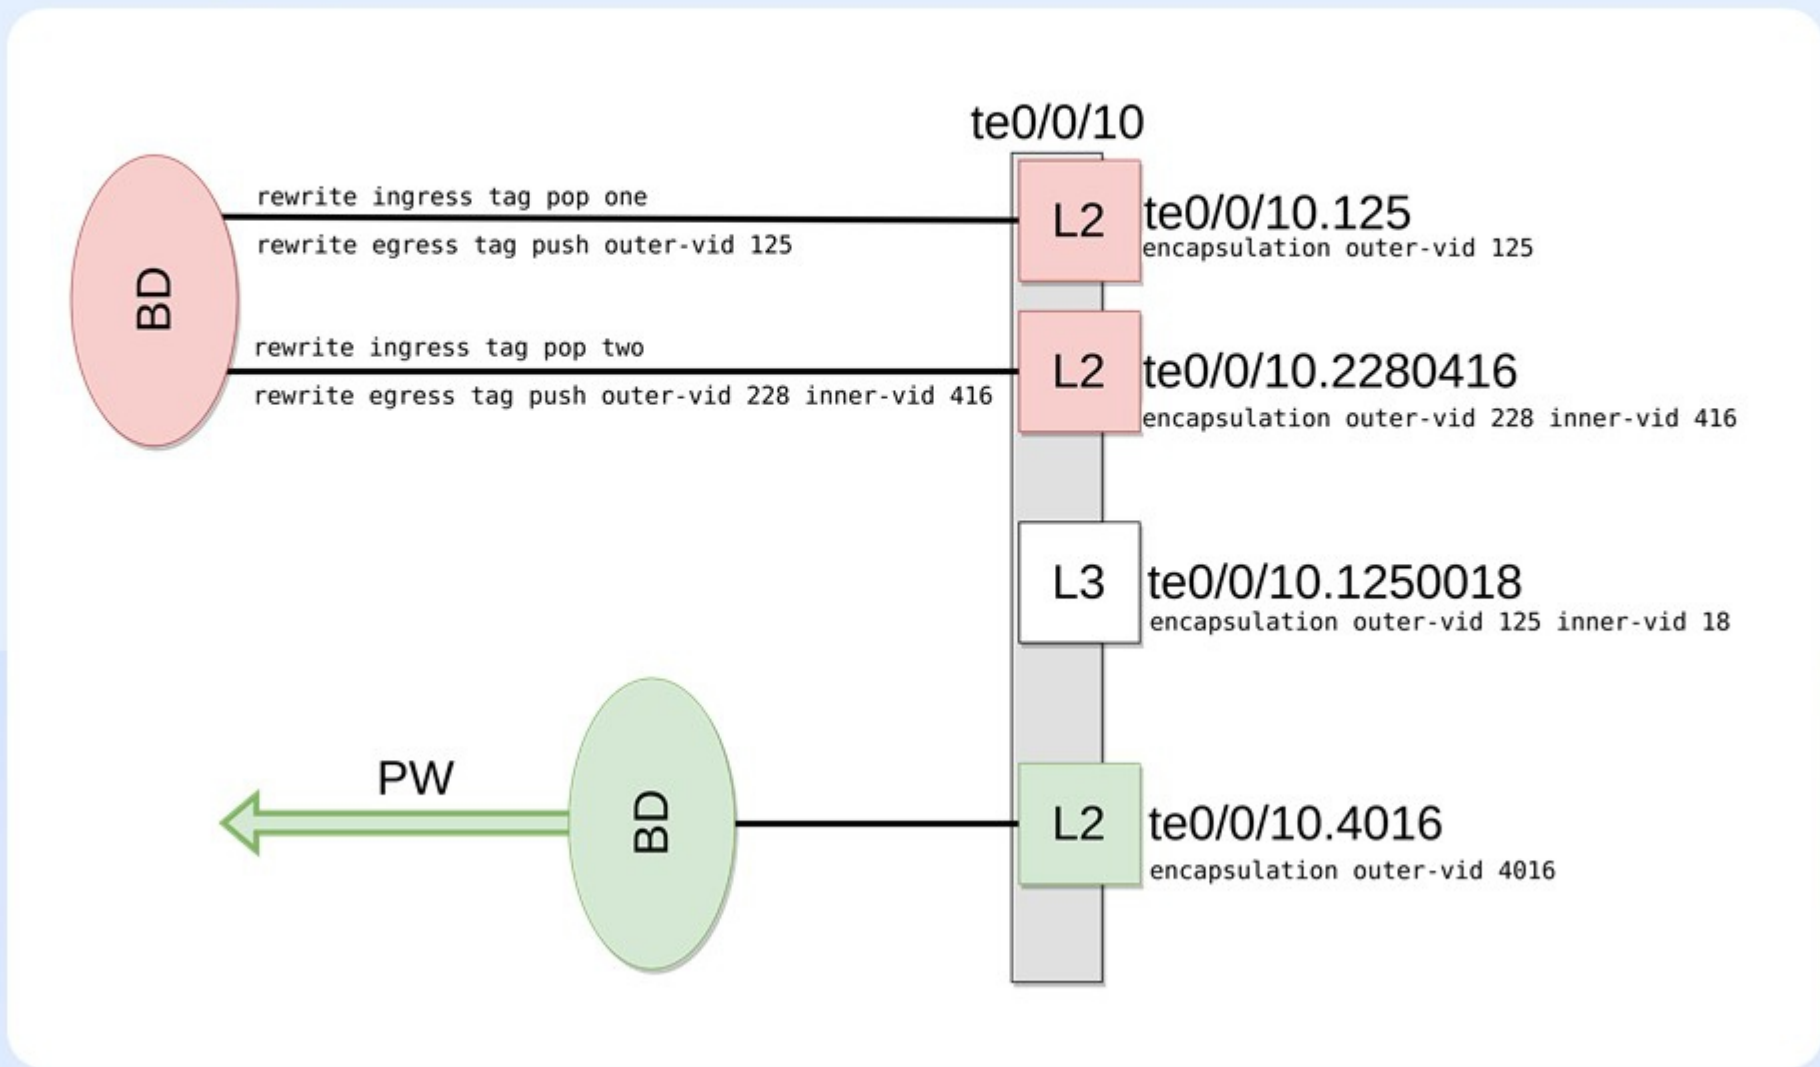 te0/0/10
rewrite ingress tag pop one
rewrite egress tag push outer-vid 125
BD
L2
te0/0/10.125
encapsulation outer-vid 125
rewrite ingress tag pop two
rewrite egress tag push outer-vid 228 inner-vid 416
L2
te0/0/10.2280416
encapsulation outer-vid 228 inner-vid 416
L3
te0/0/10.1250018
encapsulation outer-vid 125 inner-vid 18
PW
BD
L2
te0/0/10.4016
encapsulation outer-vid 4016